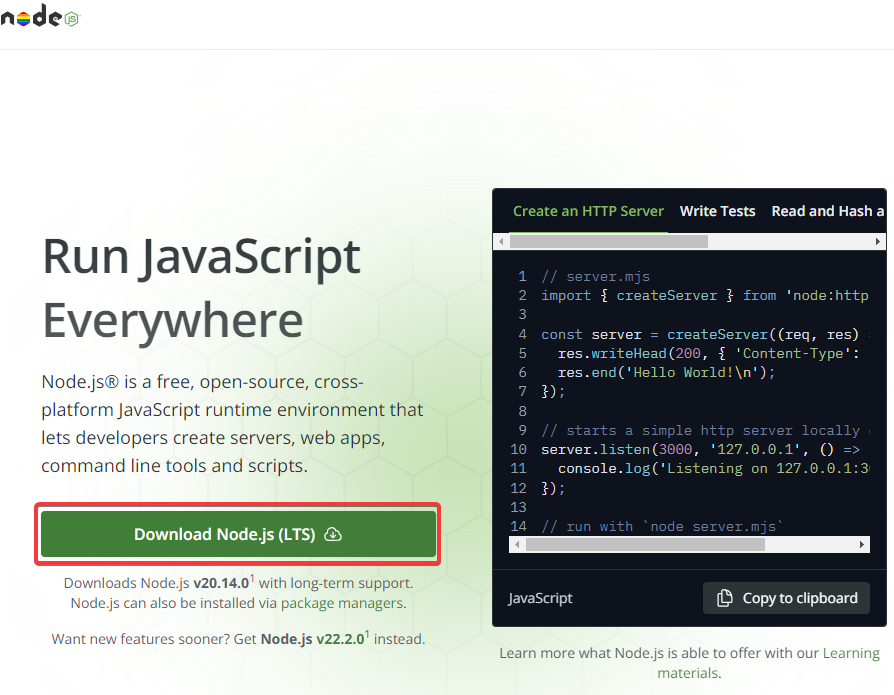 node JS
Run JavaScript
Everywhere
Node.js® is a free, open-source, cross-
platform JavaScript runtime environment that
lets developers create servers, web apps,
command line tools and scripts.
Download Node.js (LTS)
Downloads Node.js v20.14.0¹ with long-term support.
Node.js can also be installed via package managers.
Want new features sooner? Get Node.js v22.2.0¹ instead.
Create an HTTP Server Write Tests Read and Hash a
1 // server.mjs
2 import { createServer } from 'node:http
3
4 const server = createServer((req, res)
5 res.writeHead(200, { 'Content-Type':
6 res.end('Hello World!\n');
7 });
8
9 // starts a simple http server locally
10 server.listen(3000, '127.0.0.1', () =>
11 console.log('Listening on 127.0.0.1:3
12 });
13
14 // run with `node server.mjs`
JavaScript
Copy to clipboard
Learn more what Node.js is able to offer with our Learning
materials.